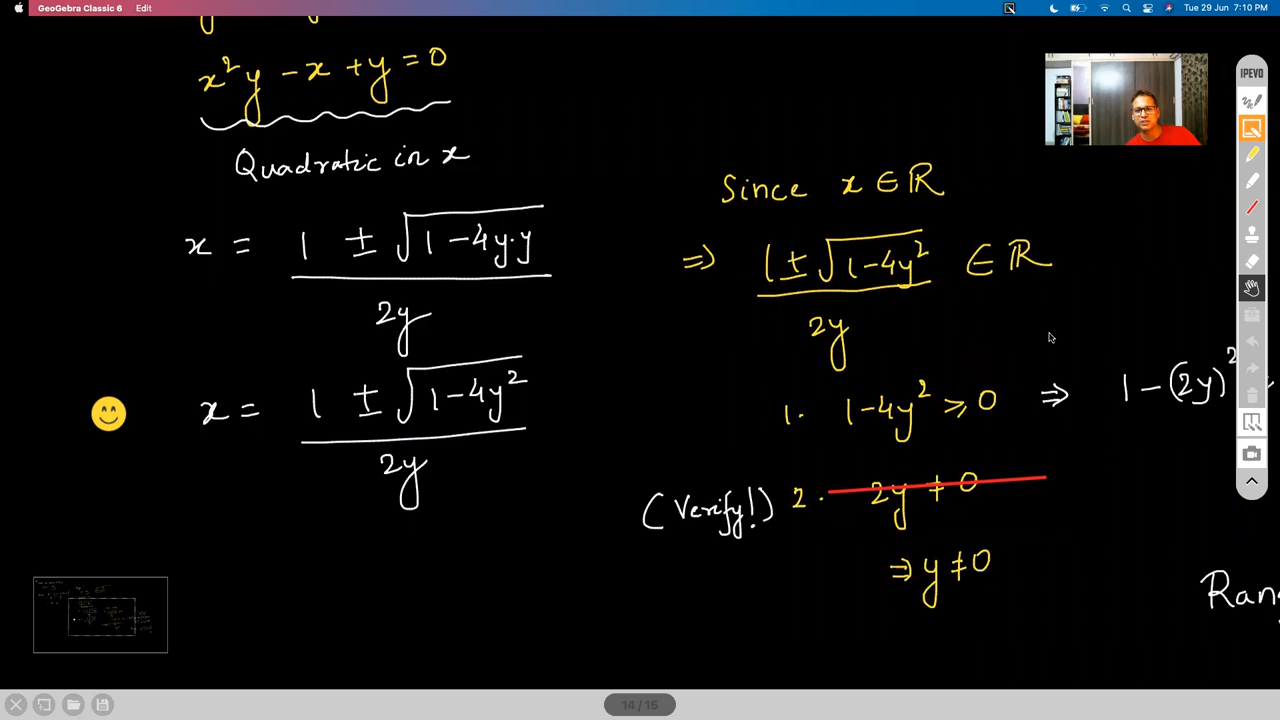 GeoGebra Classic 6 Edit
Tue 29 Jun 7:10 PM
IPEVO
x²y - x + y = 0
Quadratic in x
x = 1 ± √1-4y·y
2y
x = 1 ± √1-4y²
2y
Since x ∈ ℝ
⇒ 1 ± √1-4y² ∈ ℝ
2y
1. 1-4y² ≥ 0 ⇒ 1-(2y)²
(Verify!) 2. 2y ≠ 0
⇒ y ≠ 0
Ran
14 / 15